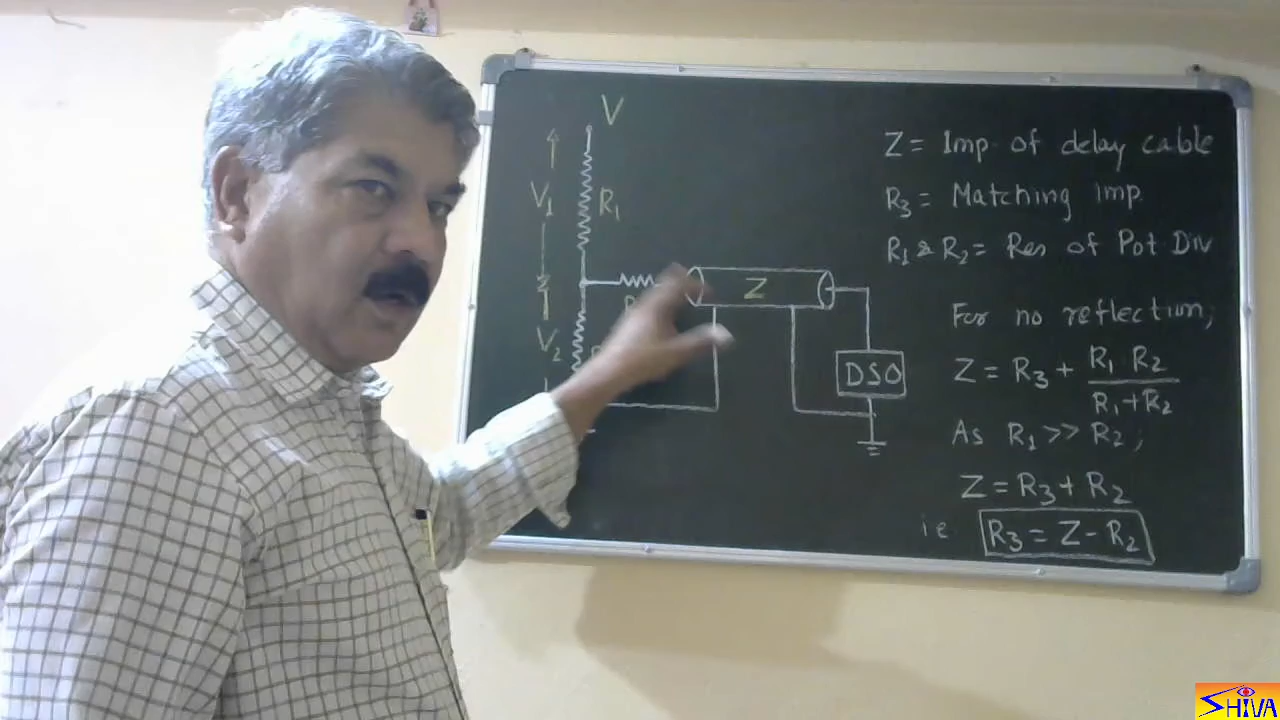 V
V₁
R₁
Z
V₂
DSO
Z = Imp. of delay cable
R₃ = Matching imp.
R₁ & R₂ = Res of Pot Div
For no reflection;
Z = R₃ + R₁ R₂ / R₁+R₂
As R₁ >> R₂;
Z = R₃ + R₂
ie R₃ = Z - R₂
SHIVA